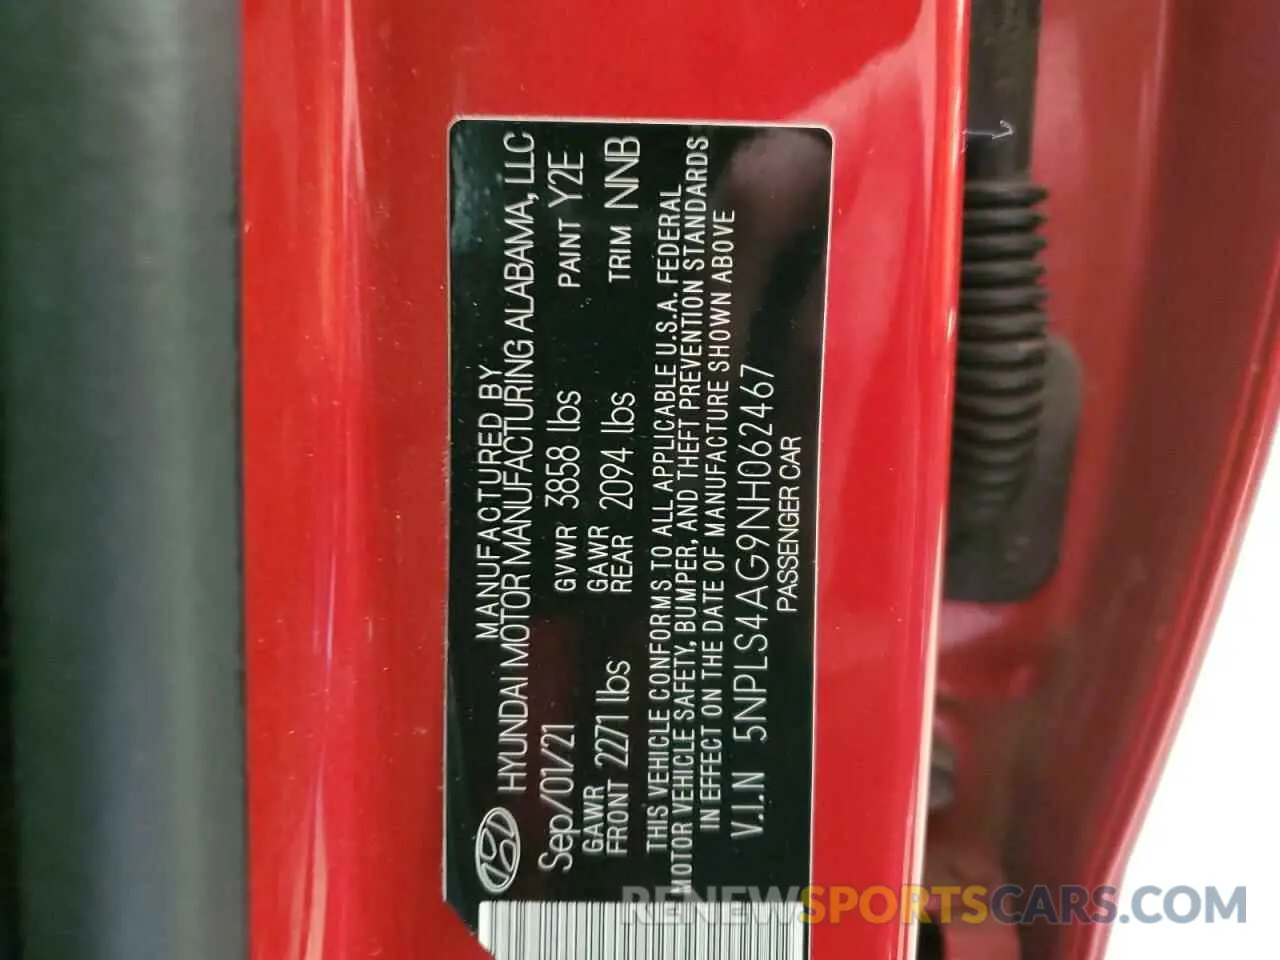 MANUFACTURED BY
HYUNDAI MOTOR MANUFACTURING ALABAMA, LLC
Sep/01/21 GVWR 3858 lbs PAINT Y2E
GAWR FRONT 2271 lbs GAWR REAR 2094 lbs TRIM NNB
THIS VEHICLE CONFORMS TO ALL APPLICABLE U.S.A. FEDERAL
MOTOR VEHICLE SAFETY, BUMPER, AND THEFT PREVENTION STANDARDS
IN EFFECT ON THE DATE OF MANUFACTURE SHOWN ABOVE
V.I.N 5NPLS4AG9NH062467
PASSENGER CAR
RENEWSPORTSCARS.COM